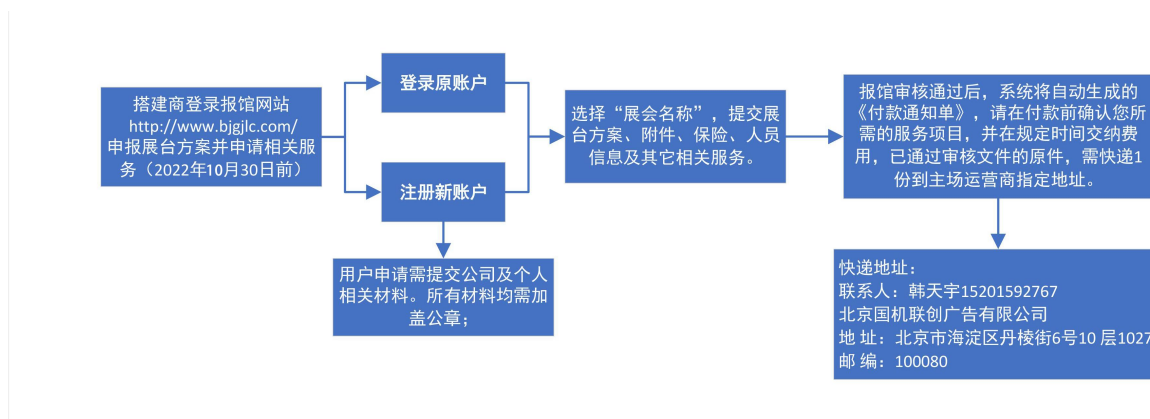 搭建商登录报馆网站
http://www.bjgjlc.com/
申报展台方案并申请相关服
务（2022年10月30日前）
登录原账户
注册新账户
用户申请需提交公司及个人
相关材料。所有材料均需加
盖公章；
选择“展会名称”，提交展
台方案、附件、保险、人员
信息及其它相关服务。
报馆审核通过后，系统将自动生成的
《付款通知单》，请在付款前确认您所
需的服务项目，并在规定时间交纳费
用，已通过审核文件的原件，需快递1
份到主场运营商指定地址。
快递地址：
联系人：韩天宇15201592767
北京国机联创广告有限公司
地 址：北京市海淀区丹棱街6号10 层1027
邮 编：100080